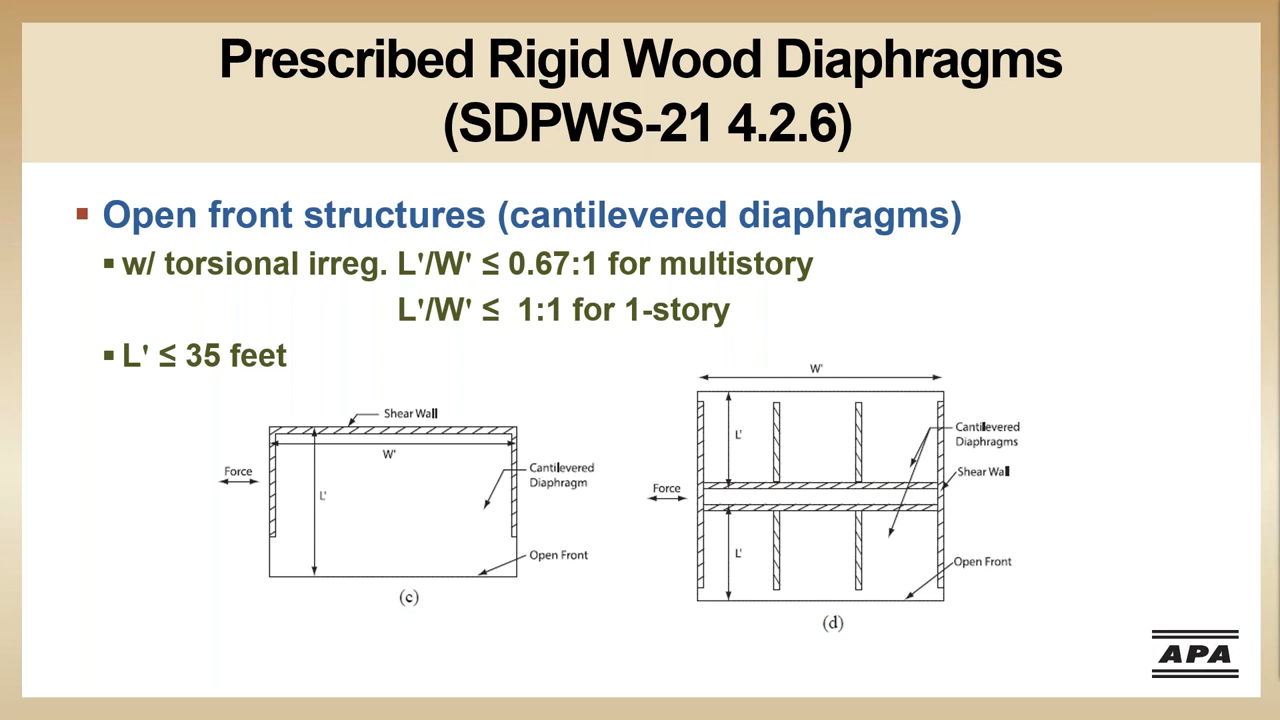 Prescribed Rigid Wood Diaphragms
(SDPWS-21 4.2.6)
Open front structures (cantilevered diaphragms)
w/ torsional irreg. L'/W' ≤ 0.67:1 for multistory
L'/W' ≤ 1:1 for 1-story
L' ≤ 35 feet
Shear Wall
W'
Force
L'
Cantilevered
Diaphragm
Open Front
(c)
W'
L'
Cantilevered
Diaphragms
Shear Wall
Force
L'
Open Front
(d)
APA